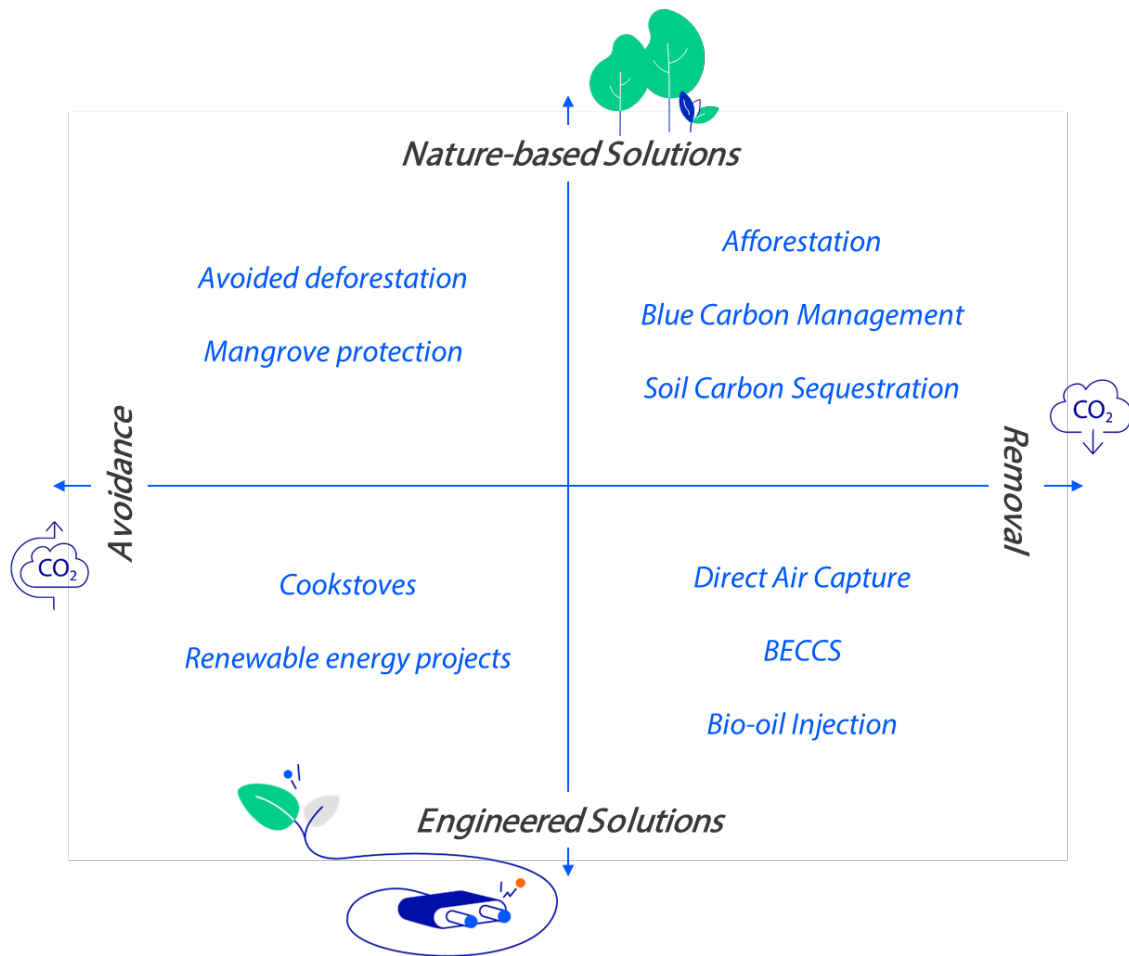 Nature-based Solutions
Afforestation
Avoided deforestation
Blue Carbon Management
Mangrove protection
Soil Carbon Sequestration
CO₂
Avoidance
Removal
CO₂
Cookstoves
Direct Air Capture
Renewable energy projects
BECCS
Bio-oil Injection
Engineered Solutions